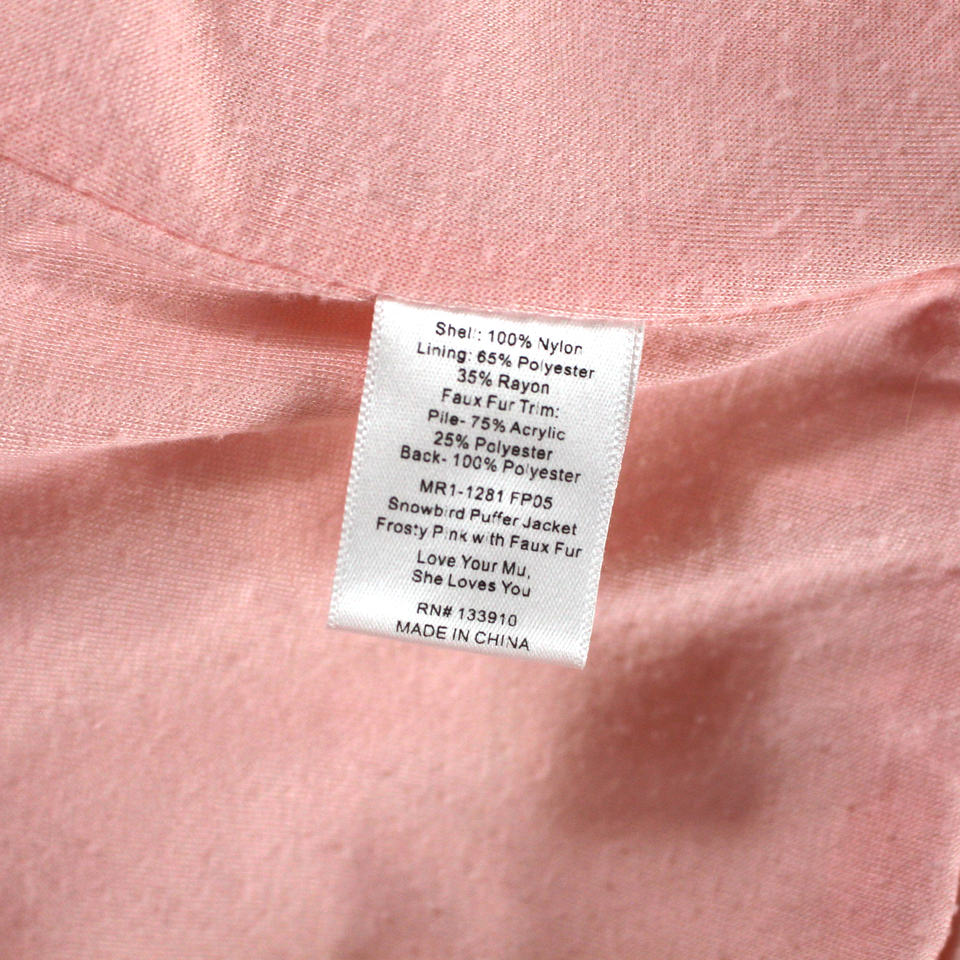 Shell: 100% Nylon
Lining: 65% Polyester
35% Rayon
Faux Fur Trim:
Pile- 75% Acrylic
25% Polyester
Back- 100% Polyester
MR1-1281 FP05
Snowbird Puffer Jacket
Frosty Pink with Faux Fur
Love Your Mu,
She Loves You
RN# 133910
MADE IN CHINA